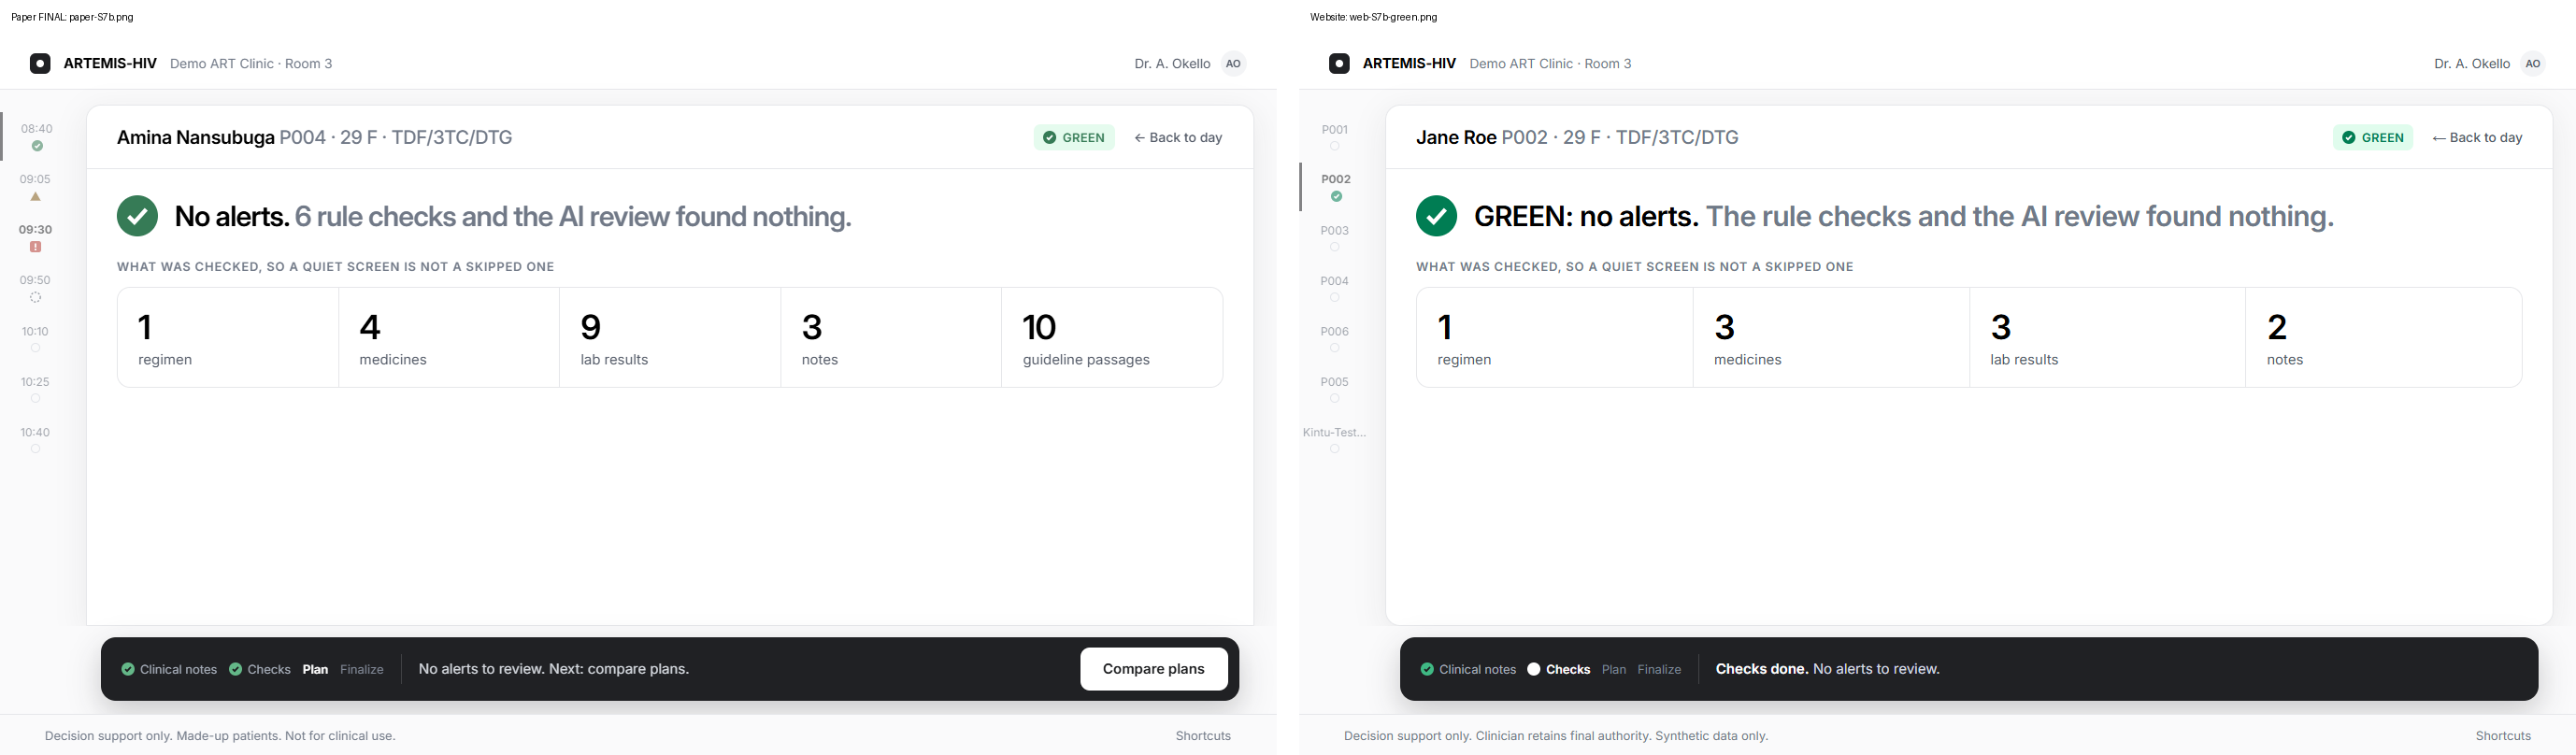 Paper FINAL: paper-S7b.png
ARTEMIS-HIV Demo ART Clinic · Room 3
Dr. A. Okello AO
08:40
09:05
09:30
09:50
10:10
10:25
10:40
Amina Nansubuga P004 · 29 F · TDF/3TC/DTG
GREEN
← Back to day
No alerts. 6 rule checks and the AI review found nothing.
WHAT WAS CHECKED, SO A QUIET SCREEN IS NOT A SKIPPED ONE
1 regimen
4 medicines
9 lab results
3 notes
10 guideline passages
Clinical notes Checks Plan Finalize
No alerts to review. Next: compare plans.
Compare plans
Decision support only. Made-up patients. Not for clinical use.
Shortcuts
Website: web-S7b-green.png
ARTEMIS-HIV Demo ART Clinic · Room 3
Dr. A. Okello AO
P001
P002
P003
P004
P006
P005
Kintu-Test...
Jane Roe P002 · 29 F · TDF/3TC/DTG
GREEN
← Back to day
GREEN: no alerts. The rule checks and the AI review found nothing.
WHAT WAS CHECKED, SO A QUIET SCREEN IS NOT A SKIPPED ONE
1 regimen
3 medicines
3 lab results
2 notes
Clinical notes Checks Plan Finalize
Checks done. No alerts to review.
Decision support only. Clinician retains final authority. Synthetic data only.
Shortcuts